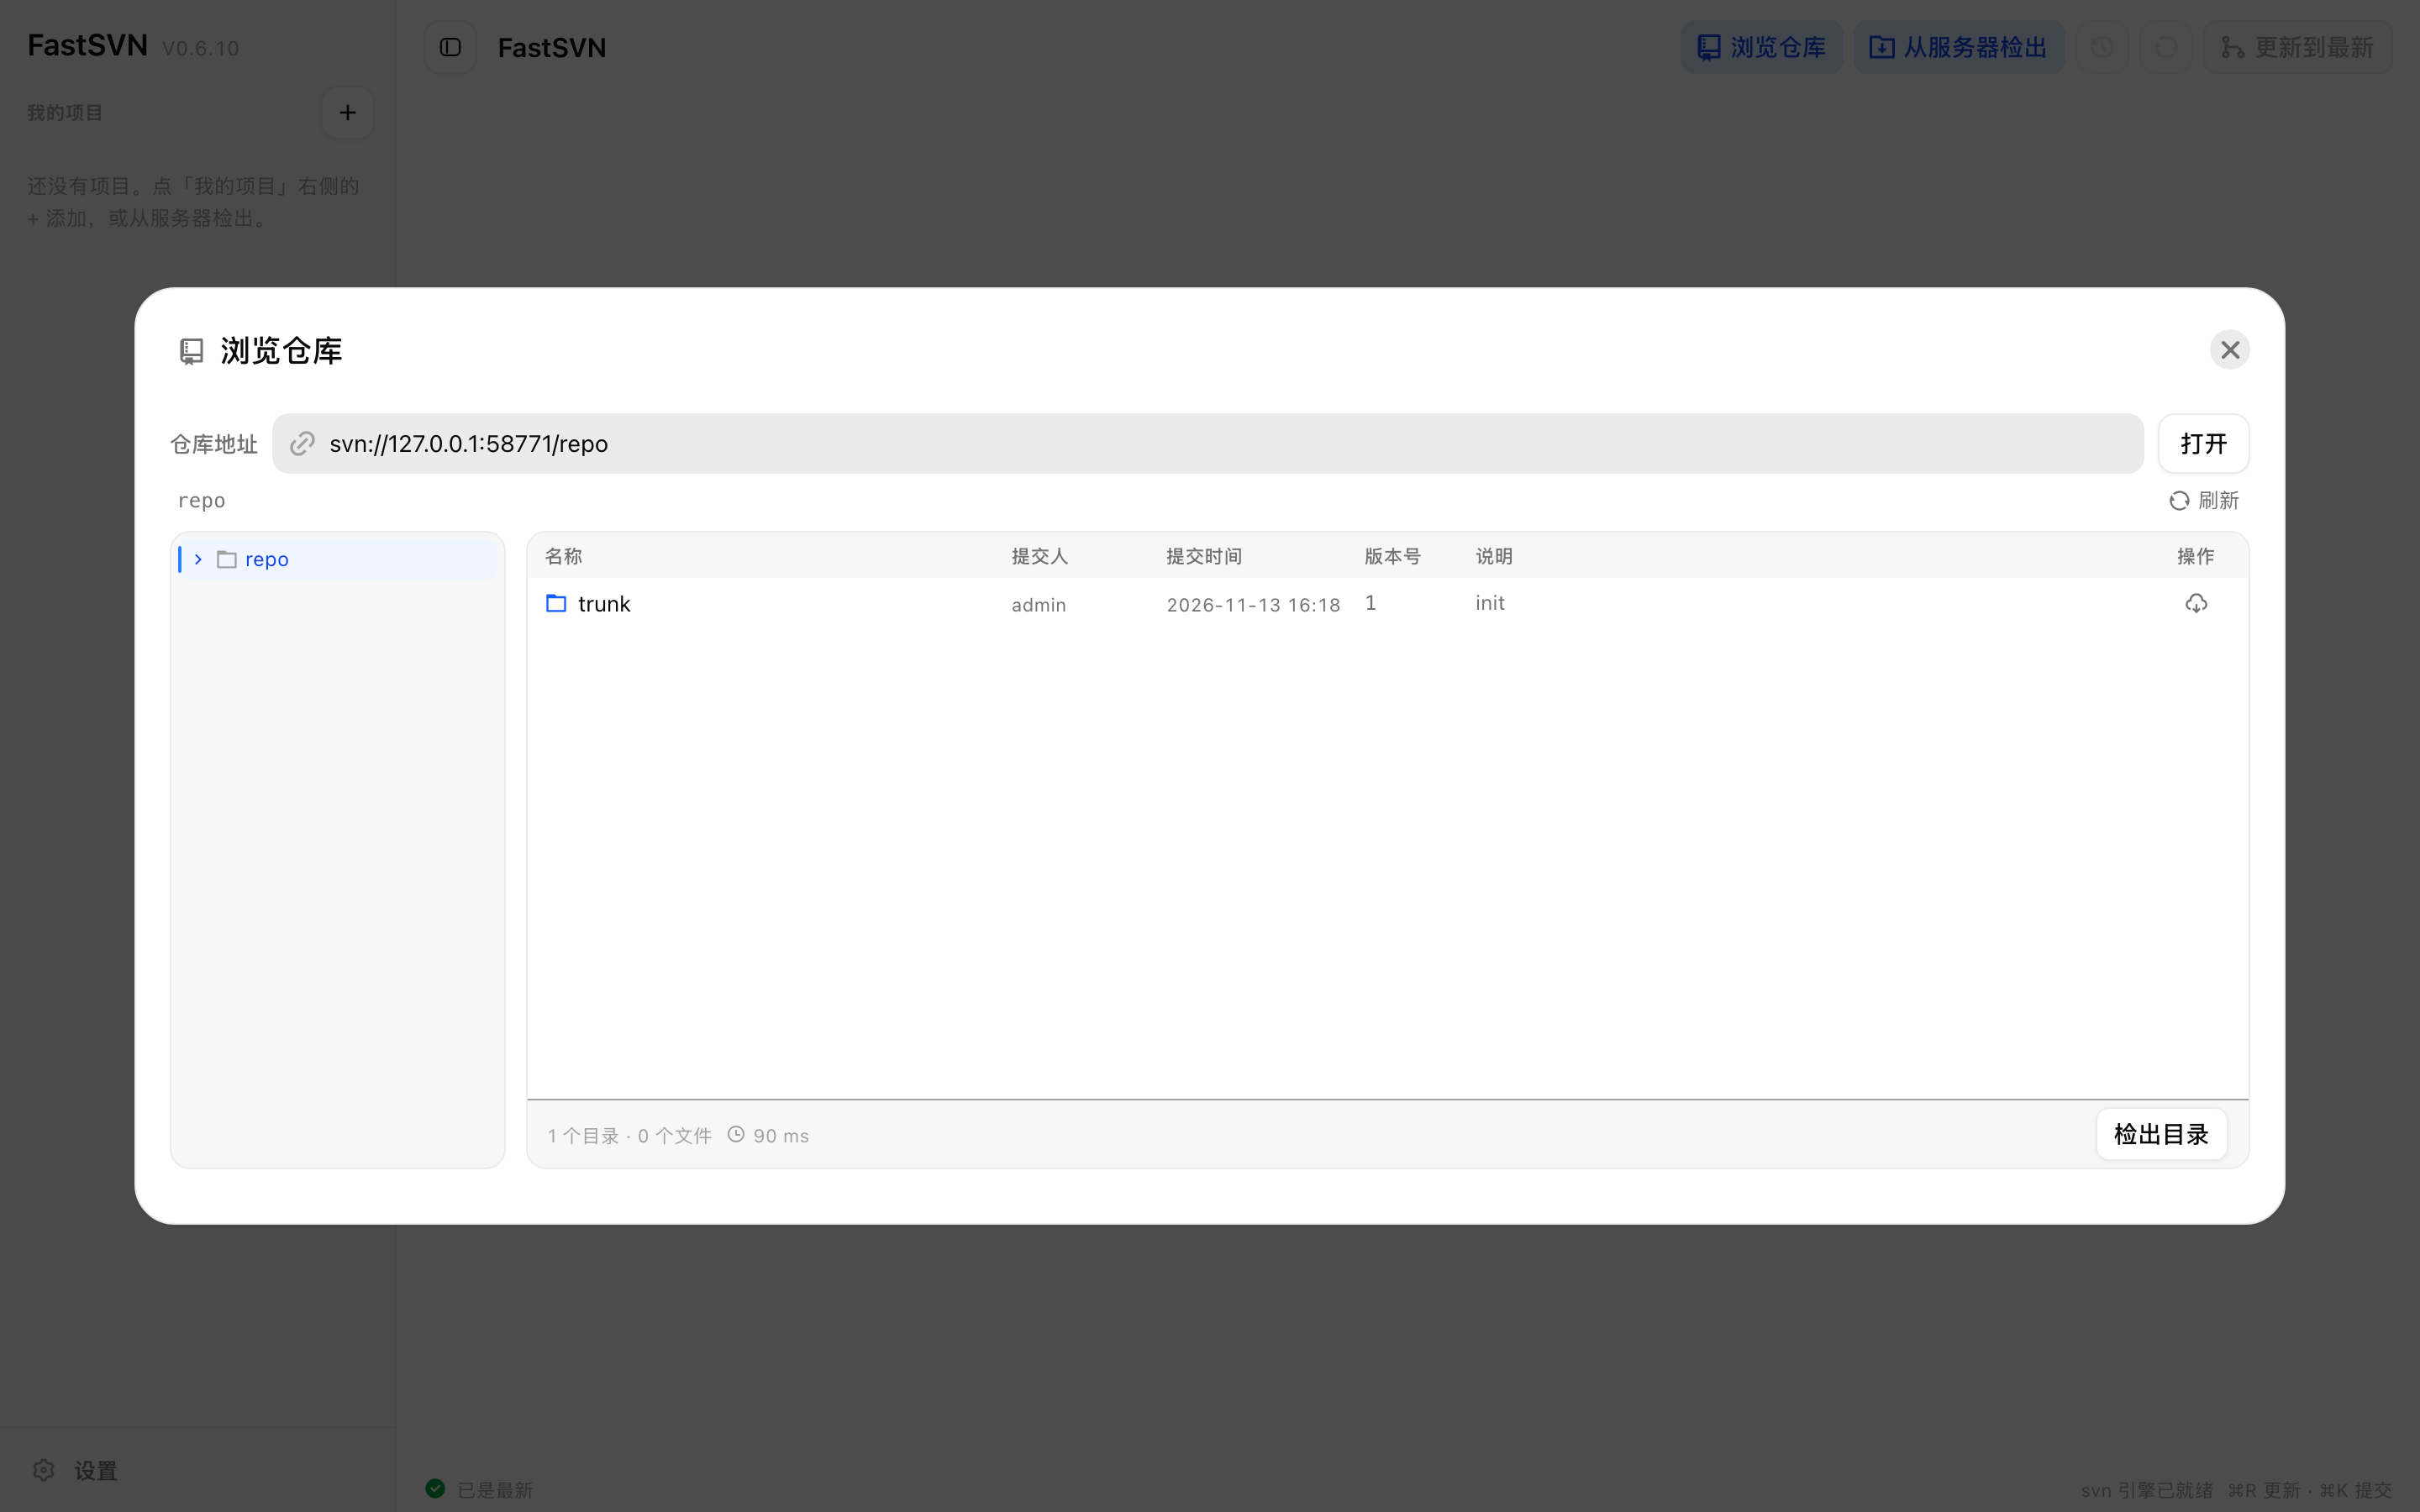 FastSVN V0.6.10
FastSVN
浏览仓库
从服务器检出
更新到最新
我的项目
还没有项目。点「我的项目」右侧的
+ 添加，或从服务器检出。
浏览仓库
仓库地址
svn://127.0.0.1:58771/repo
打开
repo
刷新
repo
名称 提交人 提交时间 版本号 说明 操作
trunk admin 2026-11-13 16:18 1 init
1 个目录 · 0 个文件 90 ms
检出目录
设置
已是最新
svn 引擎已就绪 ⌘R 更新 · ⌘K 提交